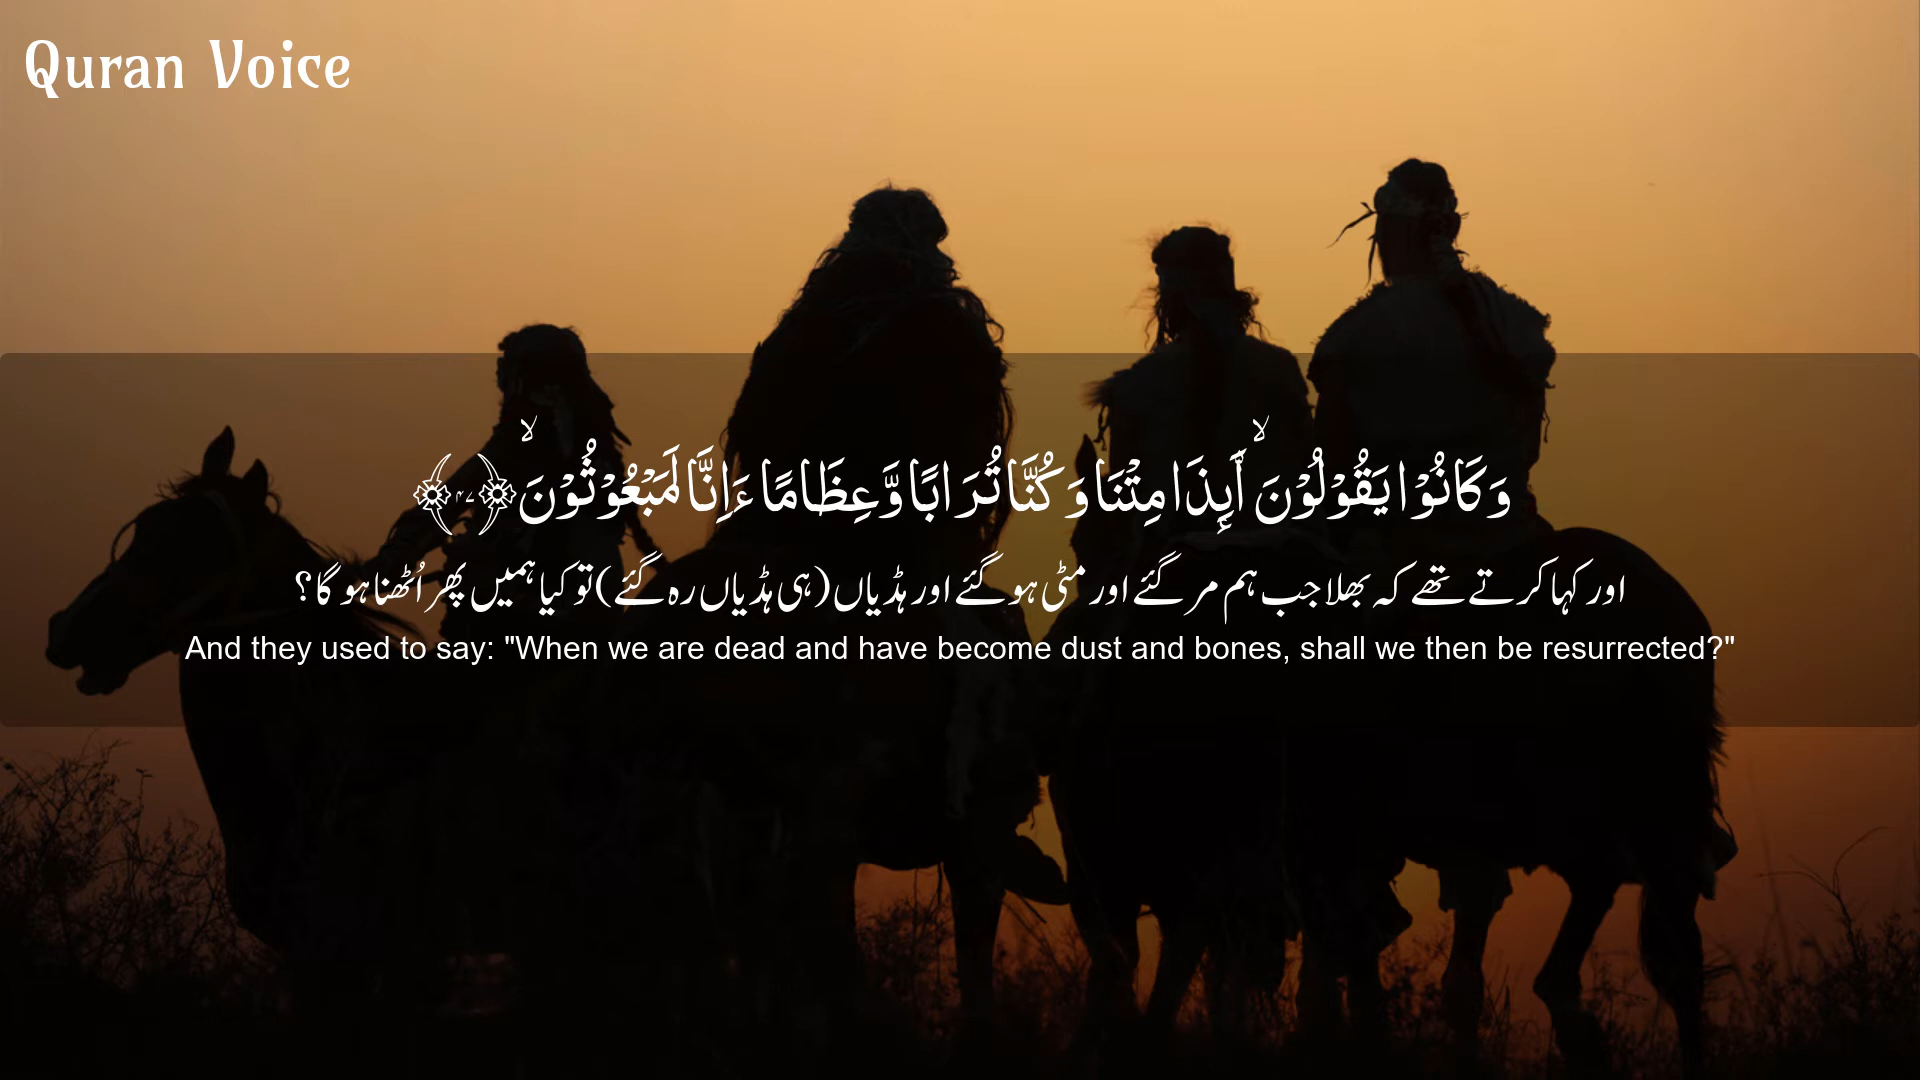 Quran Voice
وَكَانُوْا يَقُوْلُوْنَ ۙ اَىِٕذَا مِتْنَا وَكُنَّا تُرَابًا وَّعِظَامًا ءَاِنَّا لَمَبْعُوْثُوْنَ ۙ ﴿۴۷﴾
اور کہا کرتے تھے کہ بھلا جب ہم مر گئے اور مٹی ہو گئے اور ہڈیاں (ہی ہڈیاں رہ گئے) تو کیا ہمیں پھر اُٹھنا ہو گا؟
And they used to say: "When we are dead and have become dust and bones, shall we then be resurrected?"